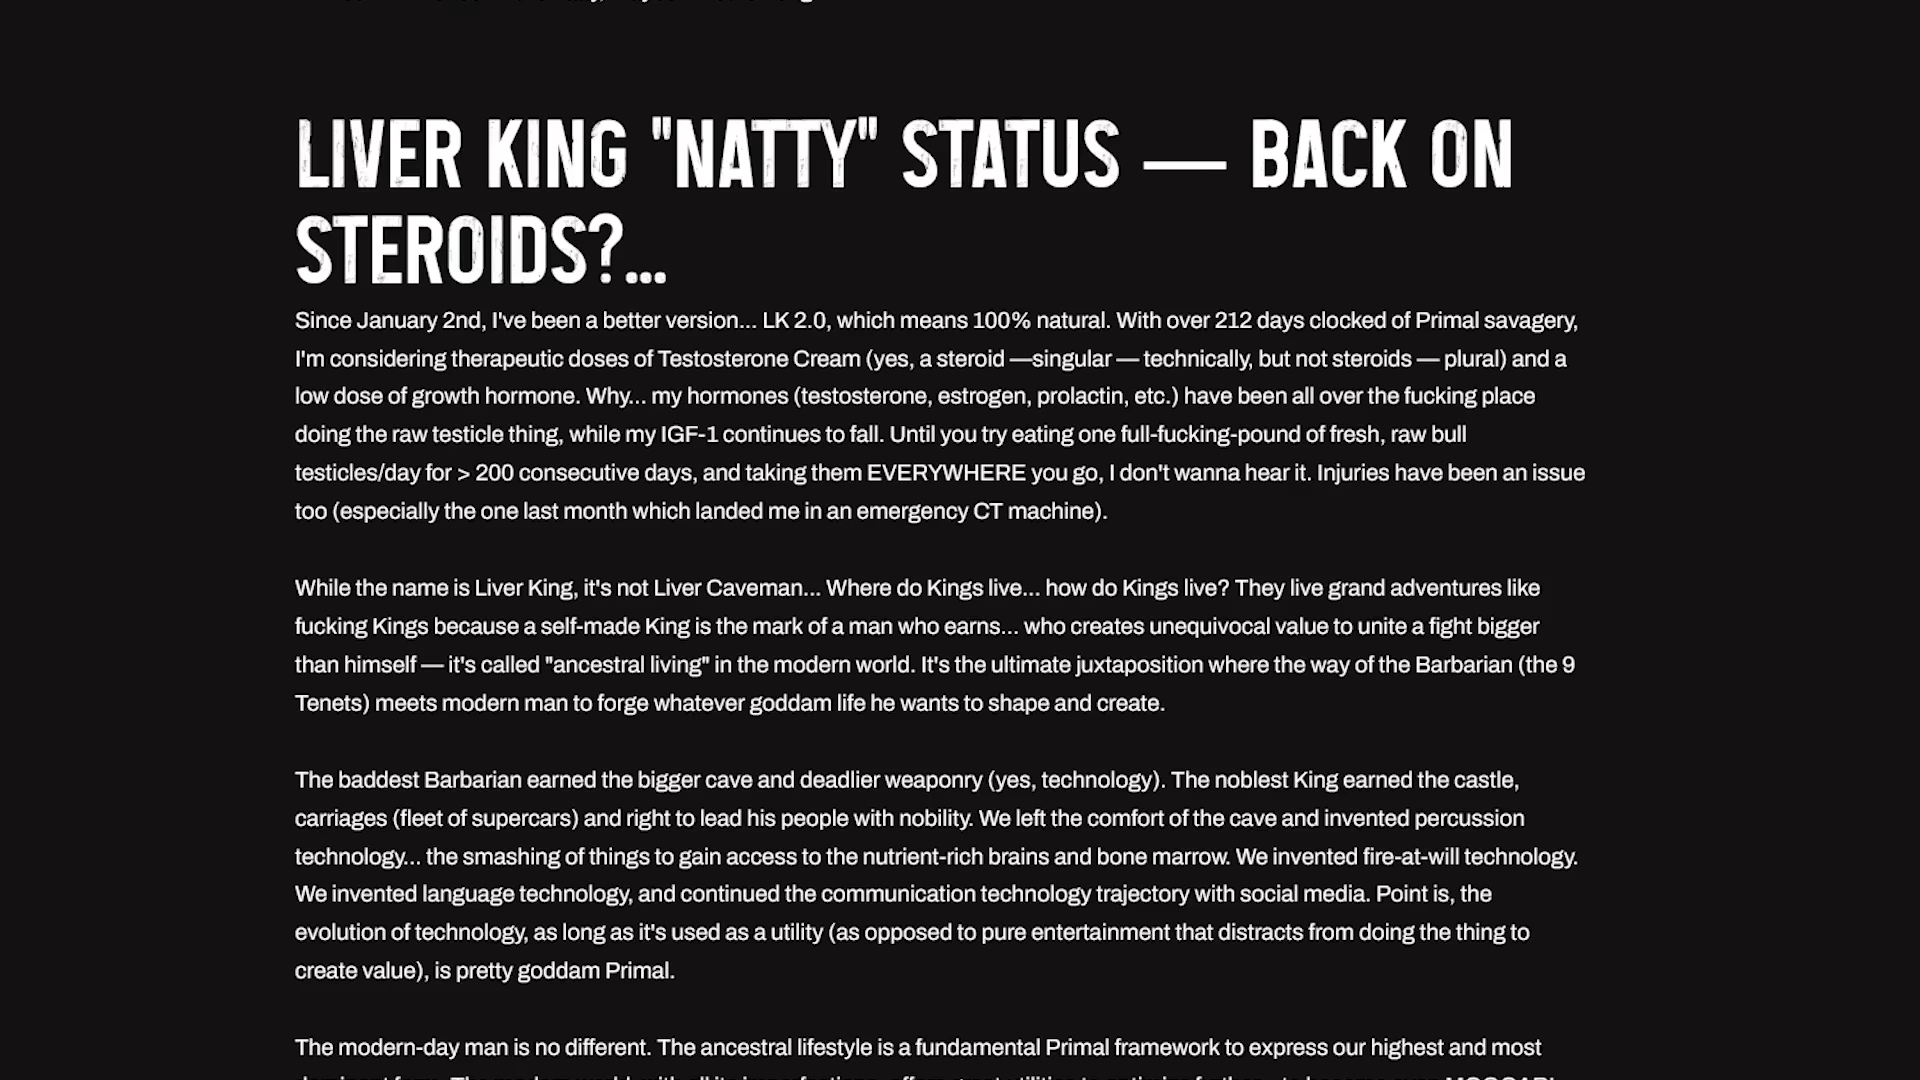 LIVER KING "NATTY" STATUS — BACK ON
STEROIDS?...
Since January 2nd, I've been a better version... LK 2.0, which means 100% natural. With over 212 days clocked of Primal savagery,
I'm considering therapeutic doses of Testosterone Cream (yes, a steroid —singular — technically, but not steroids — plural) and a
low dose of growth hormone. Why... my hormones (testosterone, estrogen, prolactin, etc.) have been all over the fucking place
doing the raw testicle thing, while my IGF-1 continues to fall. Until you try eating one full-fucking-pound of fresh, raw bull
testicles/day for > 200 consecutive days, and taking them EVERYWHERE you go, I don't wanna hear it. Injuries have been an issue
too (especially the one last month which landed me in an emergency CT machine).
While the name is Liver King, it's not Liver Caveman... Where do Kings live... how do Kings live? They live grand adventures like
fucking Kings because a self-made King is the mark of a man who earns... who creates unequivocal value to unite a fight bigger
than himself — it's called "ancestral living" in the modern world. It's the ultimate juxtaposition where the way of the Barbarian (the 9
Tenets) meets modern man to forge whatever goddam life he wants to shape and create.
The baddest Barbarian earned the bigger cave and deadlier weaponry (yes, technology). The noblest King earned the castle,
carriages (fleet of supercars) and right to lead his people with nobility. We left the comfort of the cave and invented percussion
technology... the smashing of things to gain access to the nutrient-rich brains and bone marrow. We invented fire-at-will technology.
We invented language technology, and continued the communication technology trajectory with social media. Point is, the
evolution of technology, as long as it's used as a utility (as opposed to pure entertainment that distracts from doing the thing to
create value), is pretty goddam Primal.
The modern-day man is no different. The ancestral lifestyle is a fundamental Primal framework to express our highest and most